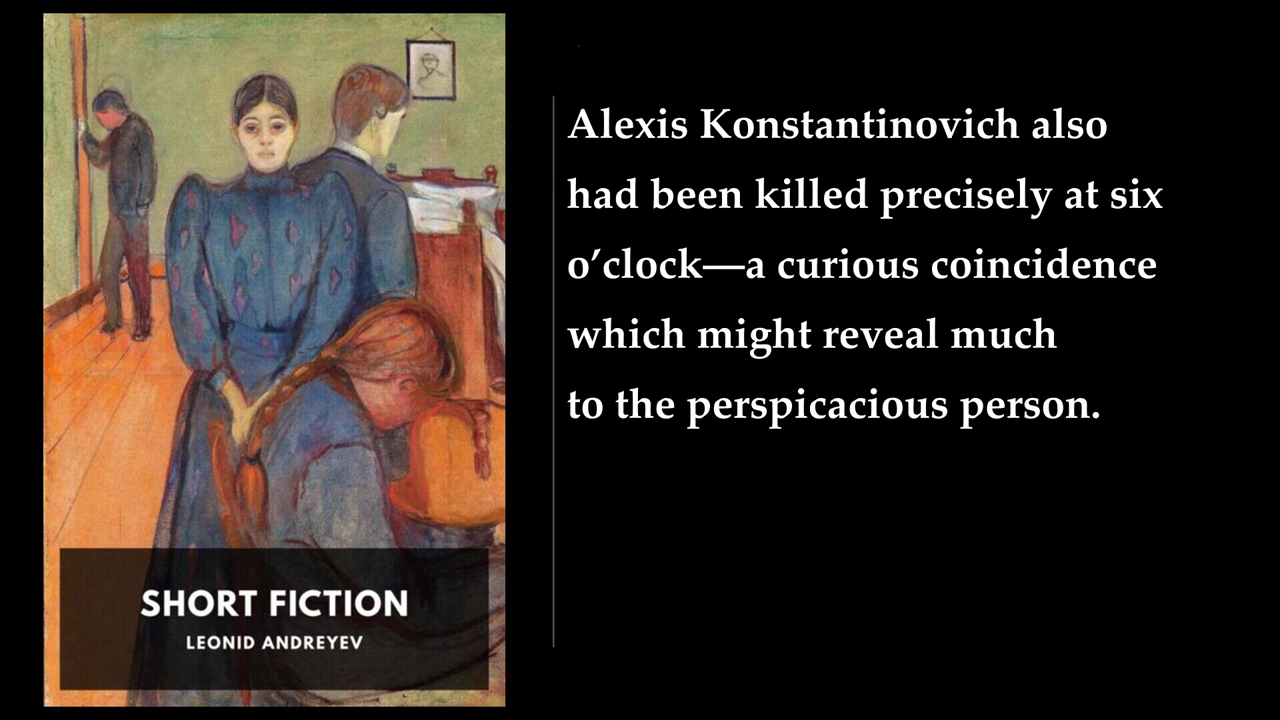 SHORT FICTION
LEONID ANDREYEV
Alexis Konstantinovich also
had been killed precisely at six
o’clock—a curious coincidence
which might reveal much
to the perspicacious person.